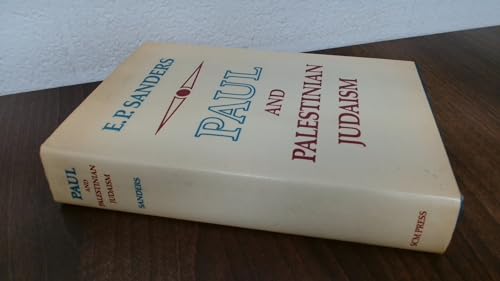 E. P. SANDERS
PAUL
AND
PALESTINIAN
JUDAISM
PAUL
AND
PALESTINIAN
JUDAISM
SANDERS
SCM PRESS